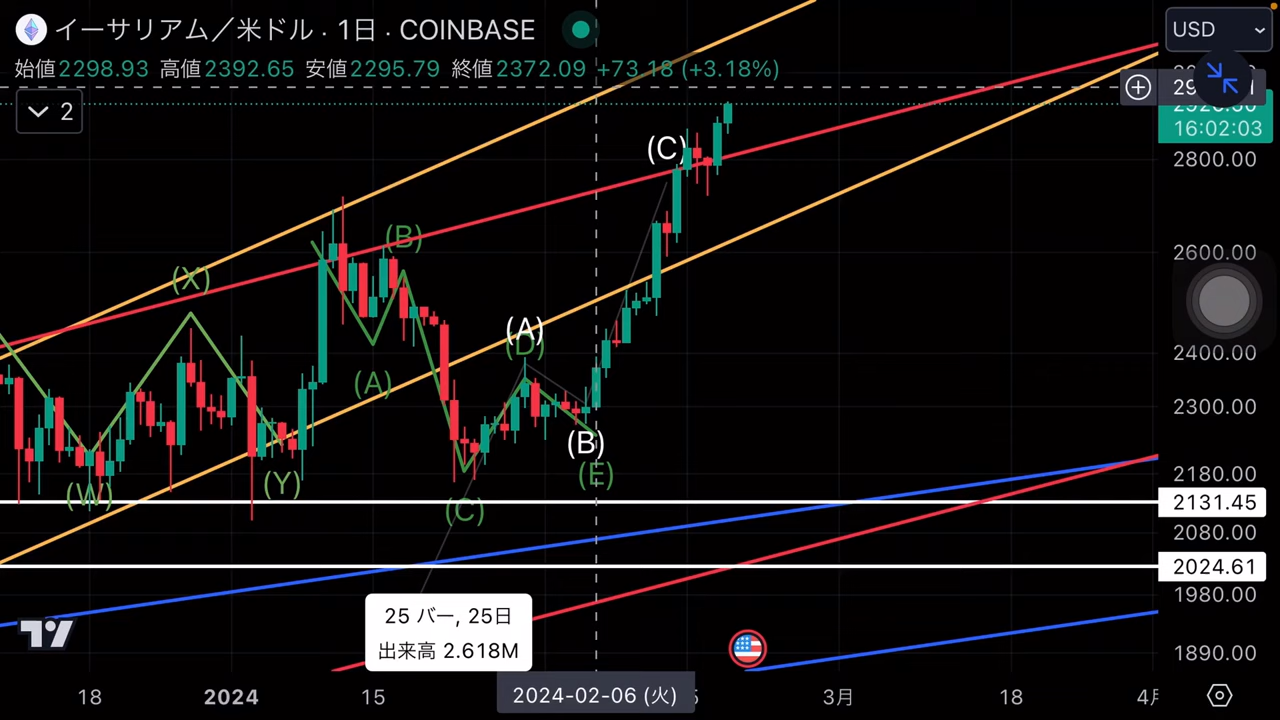 イーサリアム／米ドル · 1日 · COINBASE
USD
始値2298.93 高値2392.65 安値2295.79 終値2372.09 +73.18 (+3.18%)
2
16:02:03
(C)
2800.00
(B)
2600.00
(X)
(A)
(D)
2400.00
(A)
2300.00
(B)
(W)
(Y)
(E)
2180.00
(C)
2131.45
2080.00
2024.61
1980.00
25 バー, 25日
出来高 2.618M
1890.00
18
2024
15
2024-02-06 (火)
3月
18